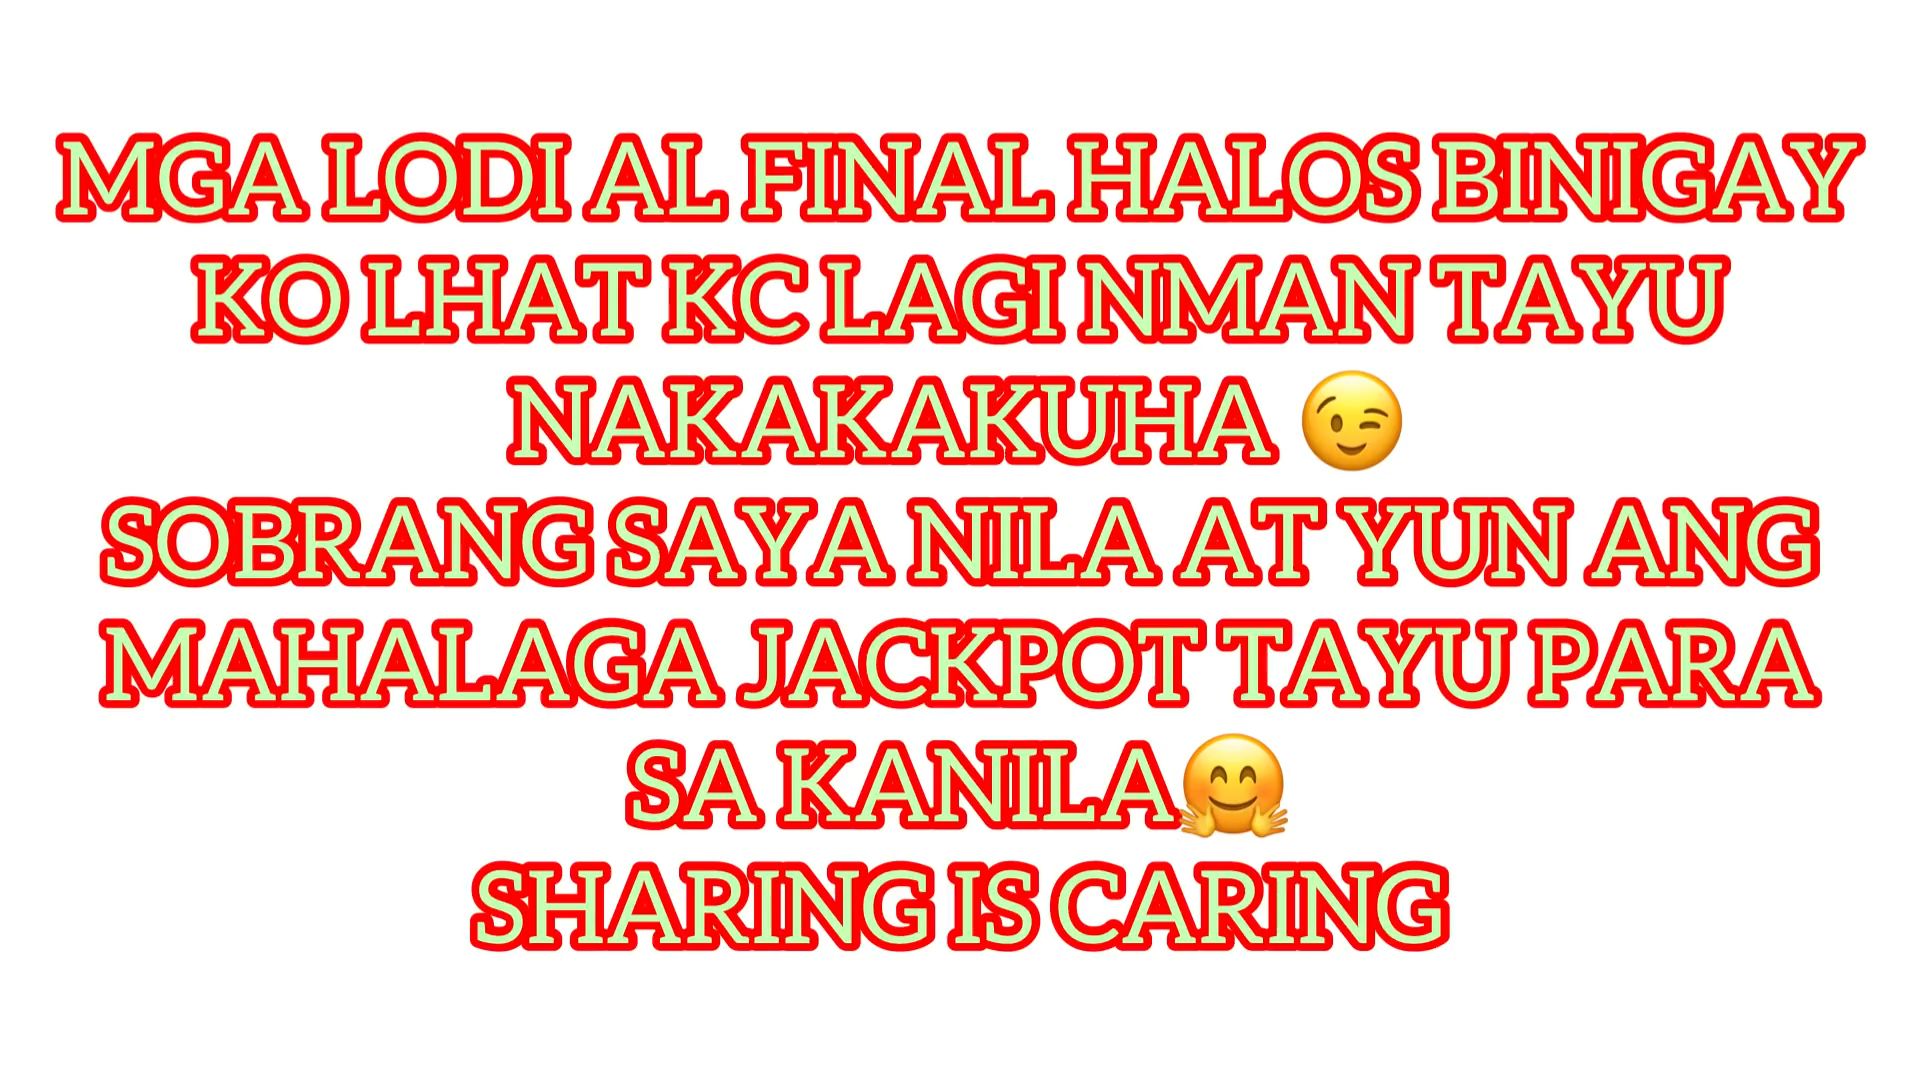 MGA LODI AL FINAL HALOS BINIGAY
KO LHAT KC LAGI NMAN TAYU
NAKAKAKUHA 😉
SOBRANG SAYA NILA AT YUN ANG
MAHALAGA JACKPOT TAYU PARA
SA KANILA🤗
SHARING IS CARING